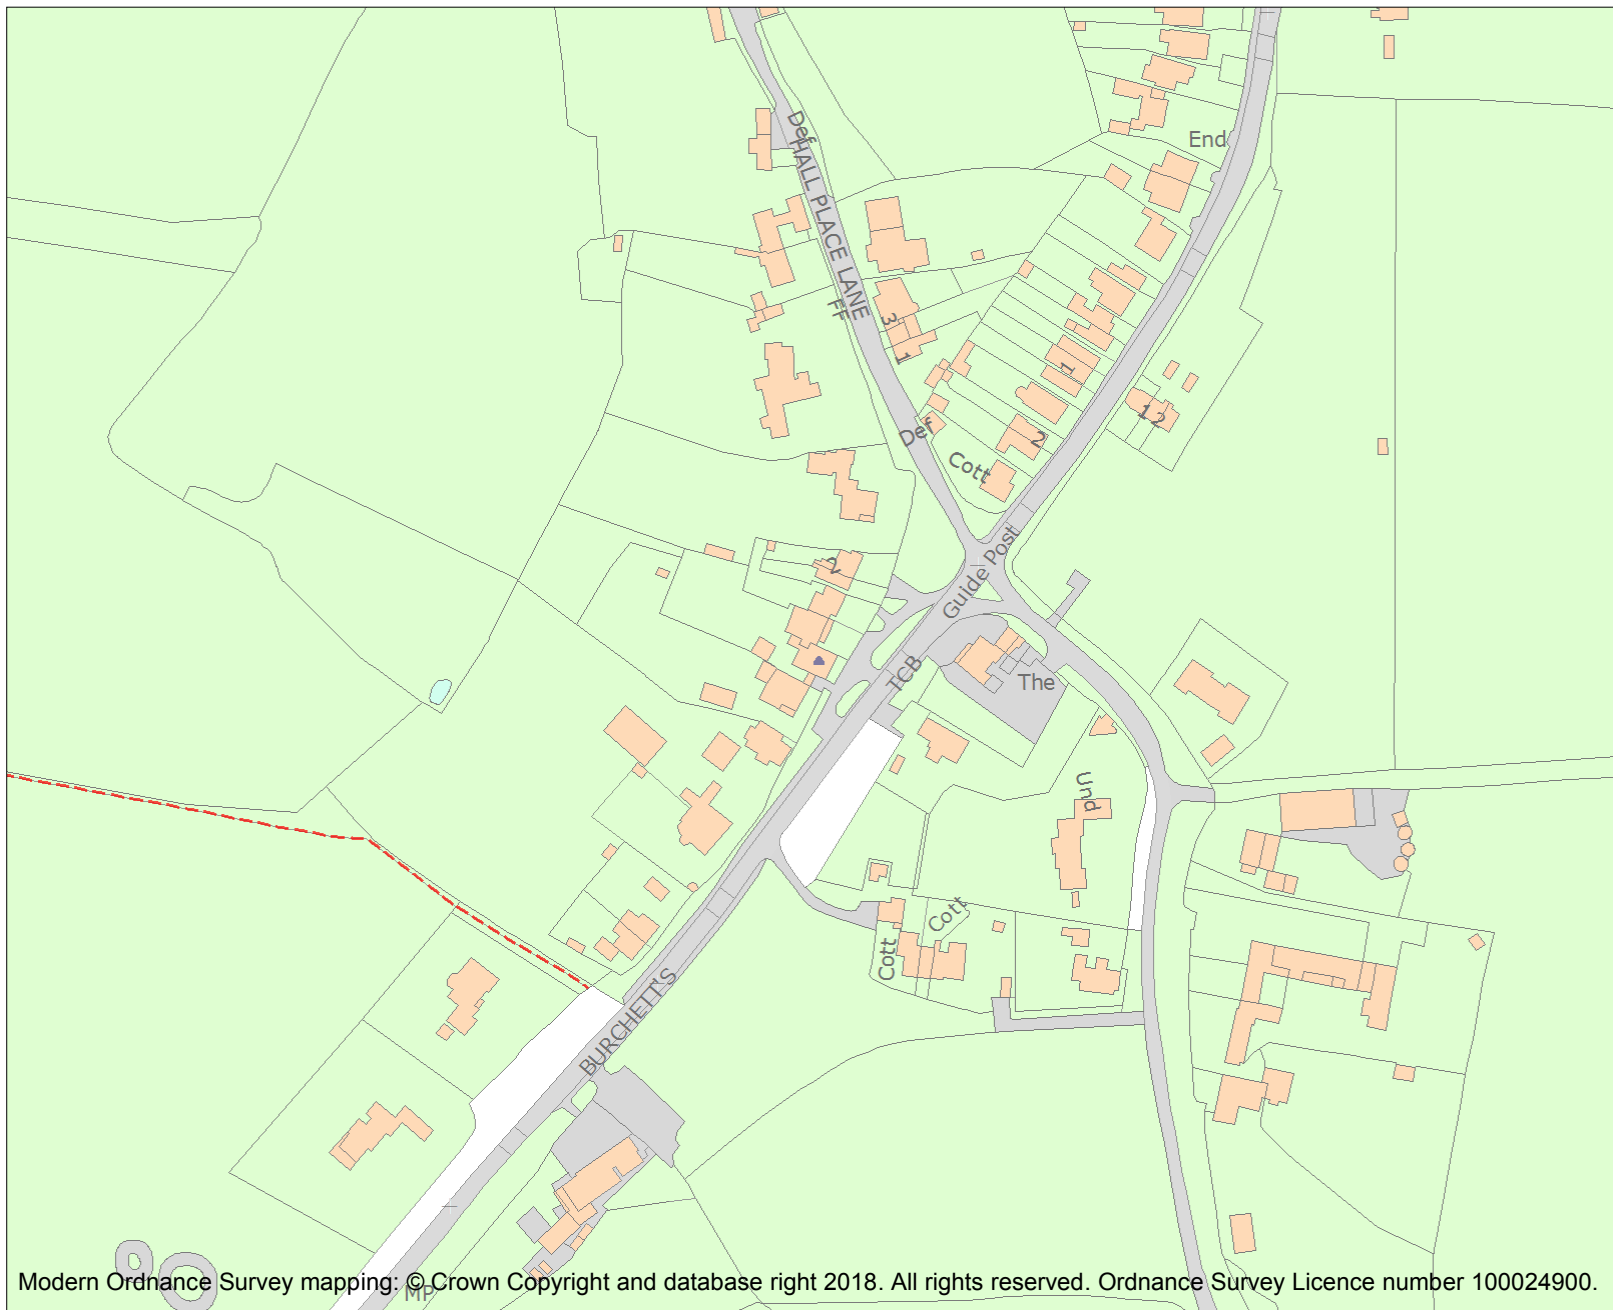 End
Def
HALL PLACE LANE
FF
3
1
1
1 2
2
Def
Cott
Guide Post
2
TCB
The
Und
Cott
Cott
BURCHETT'S
MP
Modern Ordnance Survey mapping: © Crown Copyright and database right 2018. All rights reserved. Ordnance Survey Licence number 100024900.